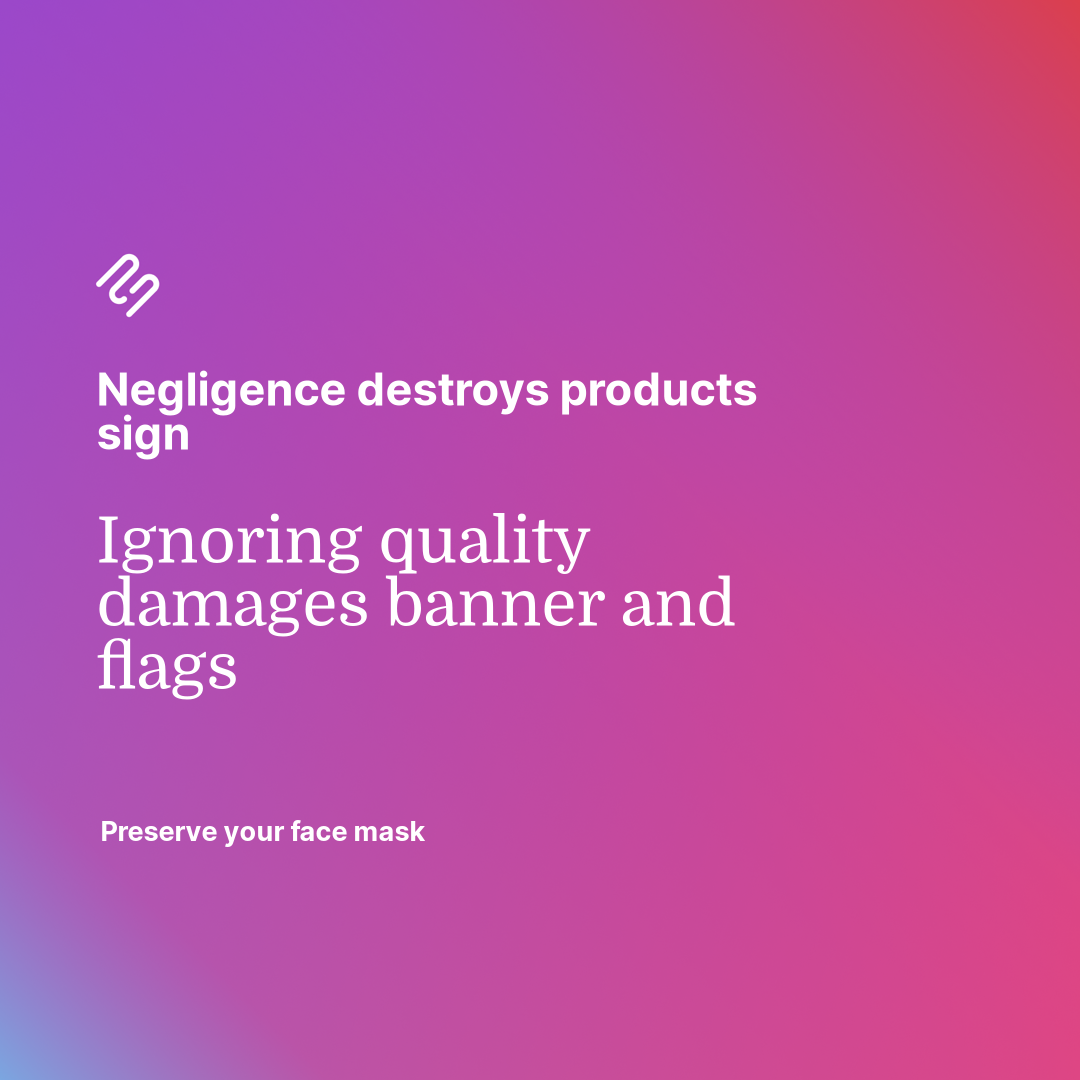 Negligence destroys products
sign
Ignoring quality
damages banner and
flags
Preserve your face mask